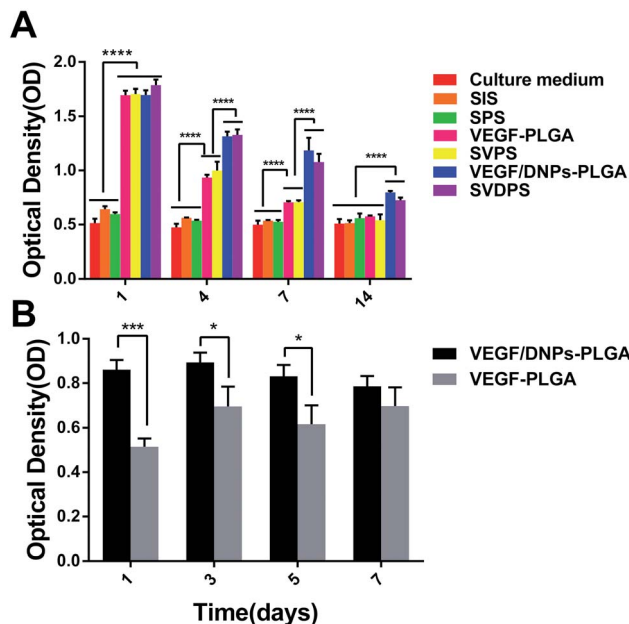 A
Optical Density(OD)
2.0
1.5
1.0
0.5
0.0
****
****
****
****
****
****
1
4
7
14
Culture medium
SIS
SPS
VEGF-PLGA
SVPS
VEGF/DNPs-PLGA
SVDPS
B
Optical Density(OD)
1.0
0.8
0.6
0.4
0.2
0.0
***
*
*
1
3
5
7
Time(days)
VEGF/DNPs-PLGA
VEGF-PLGA